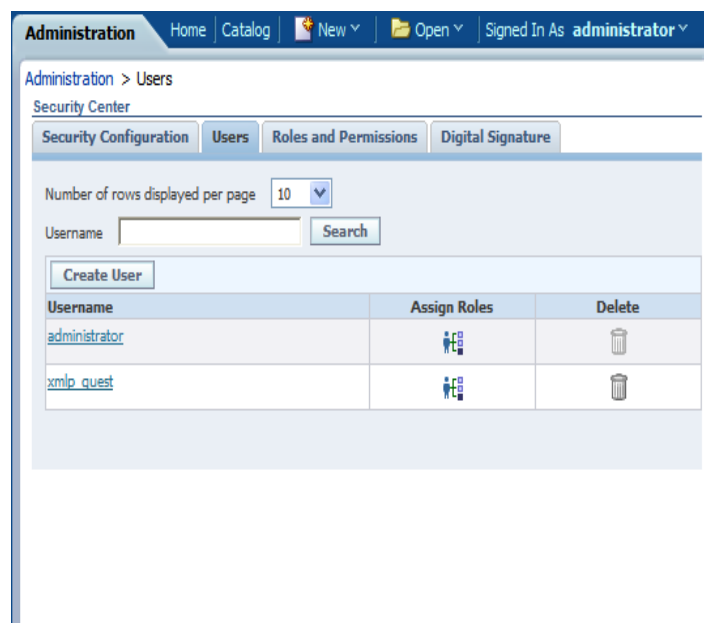 Administration Home Catalog New Open Signed In As administrator
Administration > Users
Security Center
Security Configuration Users Roles and Permissions Digital Signature
Number of rows displayed per page 10
Username Search
Create User
Username Assign Roles Delete
administrator
xmlp_guest